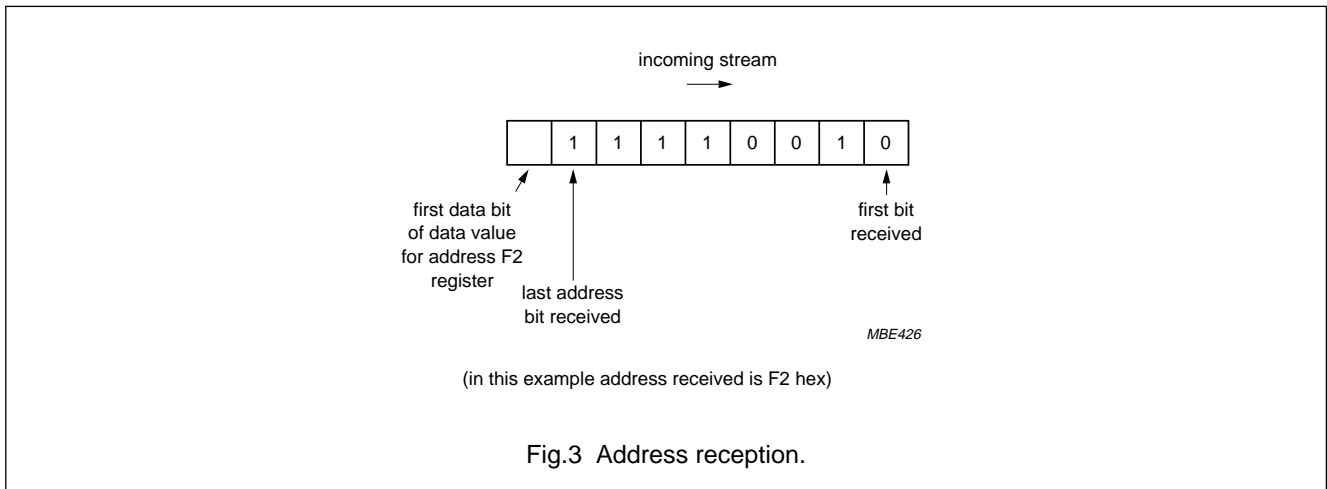 incoming stream
1 1 1 1 0 0 1 0
first data bit
of data value
for address F2
register
last address
bit received
first bit
received
MBE426
(in this example address received is F2 hex)
Fig.3 Address reception.